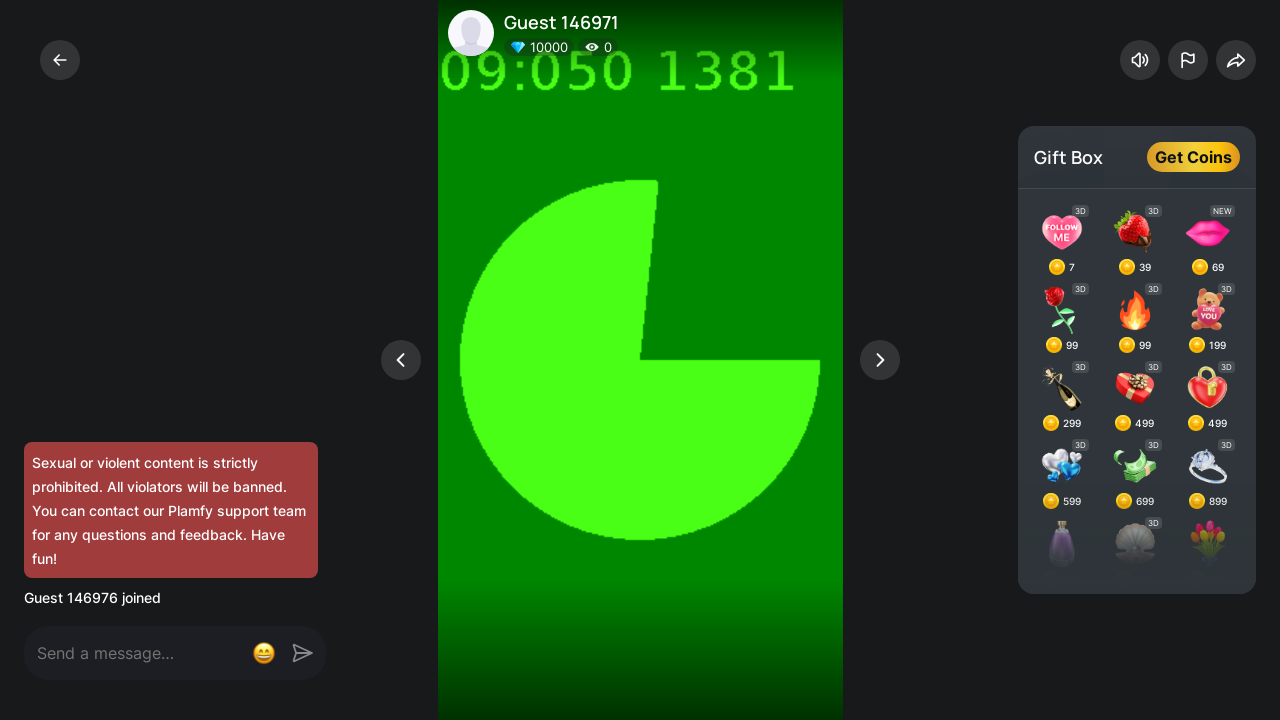 Guest 146971
10000
0
09:050 1381
Gift Box
Get Coins
3D
3D
NEW
FOLLOW
ME
7
39
69
3D
3D
3D
LOVE
YOU
99
99
199
3D
3D
3D
299
499
499
3D
3D
3D
599
699
899
3D
Sexual or violent content is strictly
prohibited. All violators will be banned.
You can contact our Plamfy support team
for any questions and feedback. Have
fun!
Guest 146976 joined
Send a message...